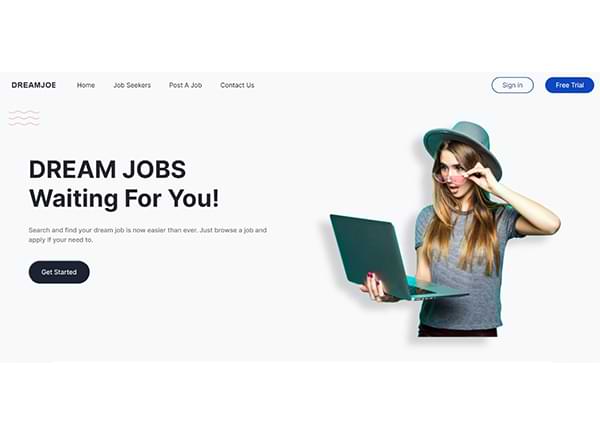 DREAMJOE
Home
Job Seekers
Post A Job
Contact Us
Sign in
Free Trial
DREAM JOBS
Waiting For You!
Search and find your dream job is now easier than ever. Just browse a job and
apply if your need to.
Get Started